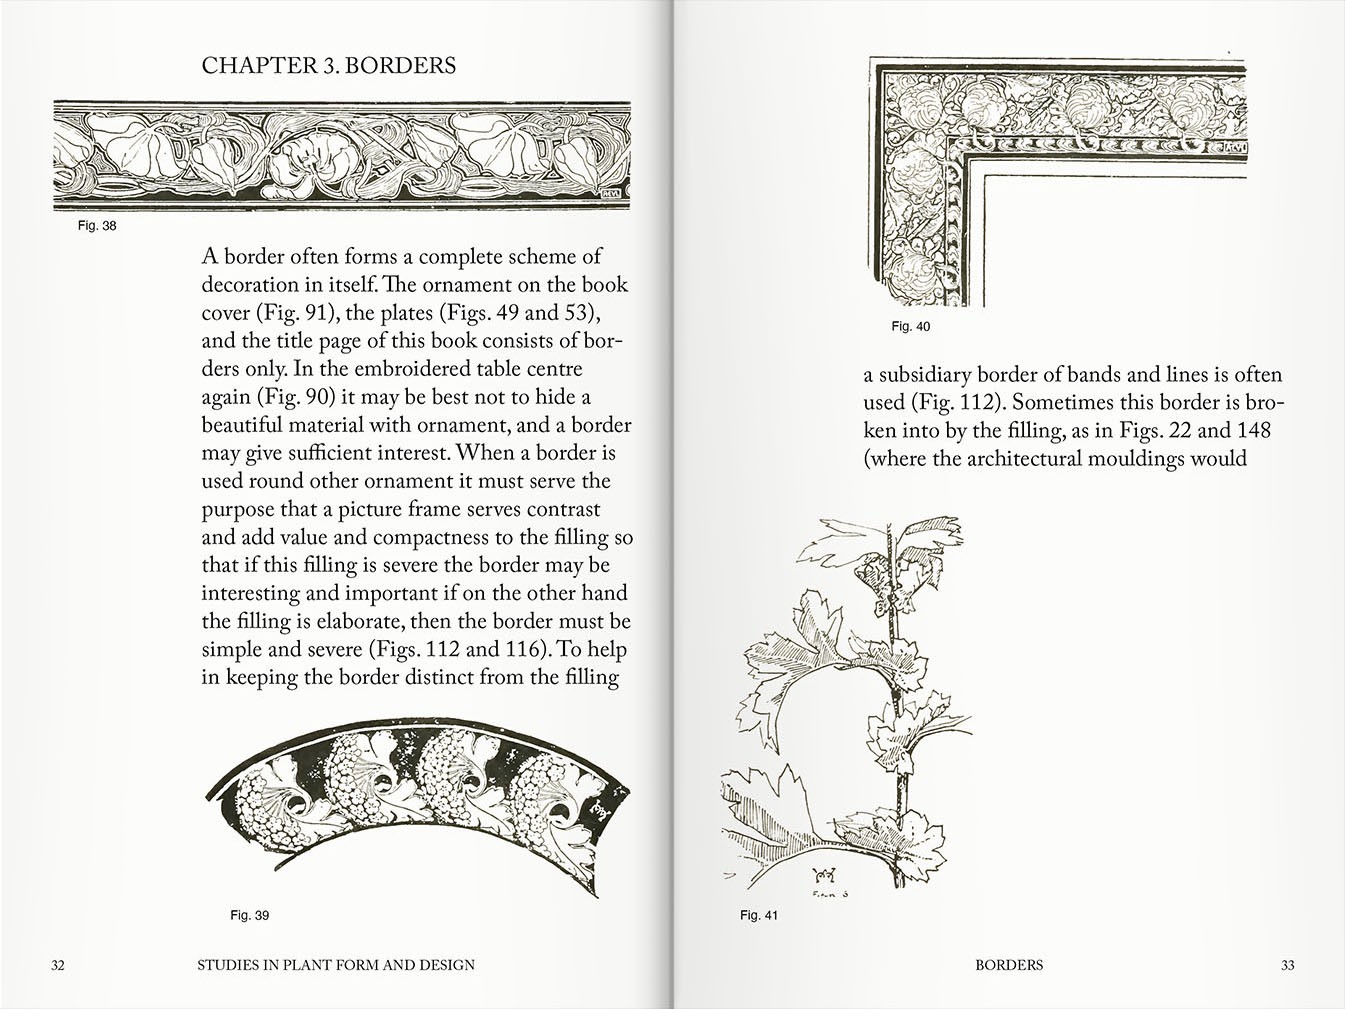 CHAPTER 3. BORDERS
Fig. 38
A border often forms a complete scheme of
decoration in itself. The ornament on the book
cover (Fig. 91), the plates (Figs. 49 and 53),
and the title page of this book consists of bor-
ders only. In the embroidered table centre
again (Fig. 90) it may be best not to hide a
beautiful material with ornament, and a border
may give sufficient interest. When a border is
used round other ornament it must serve the
purpose that a picture frame serves contrast
and add value and compactness to the filling so
that if this filling is severe the border may be
interesting and important if on the other hand
the filling is elaborate, then the border must be
simple and severe (Figs. 112 and 116). To help
in keeping the border distinct from the filling
Fig. 39
32
STUDIES IN PLANT FORM AND DESIGN
Fig. 40
a subsidiary border of bands and lines is often
used (Fig. 112). Sometimes this border is bro-
ken into by the filling, as in Figs. 22 and 148
(where the architectural mouldings would
Fig. 41
BORDERS
33